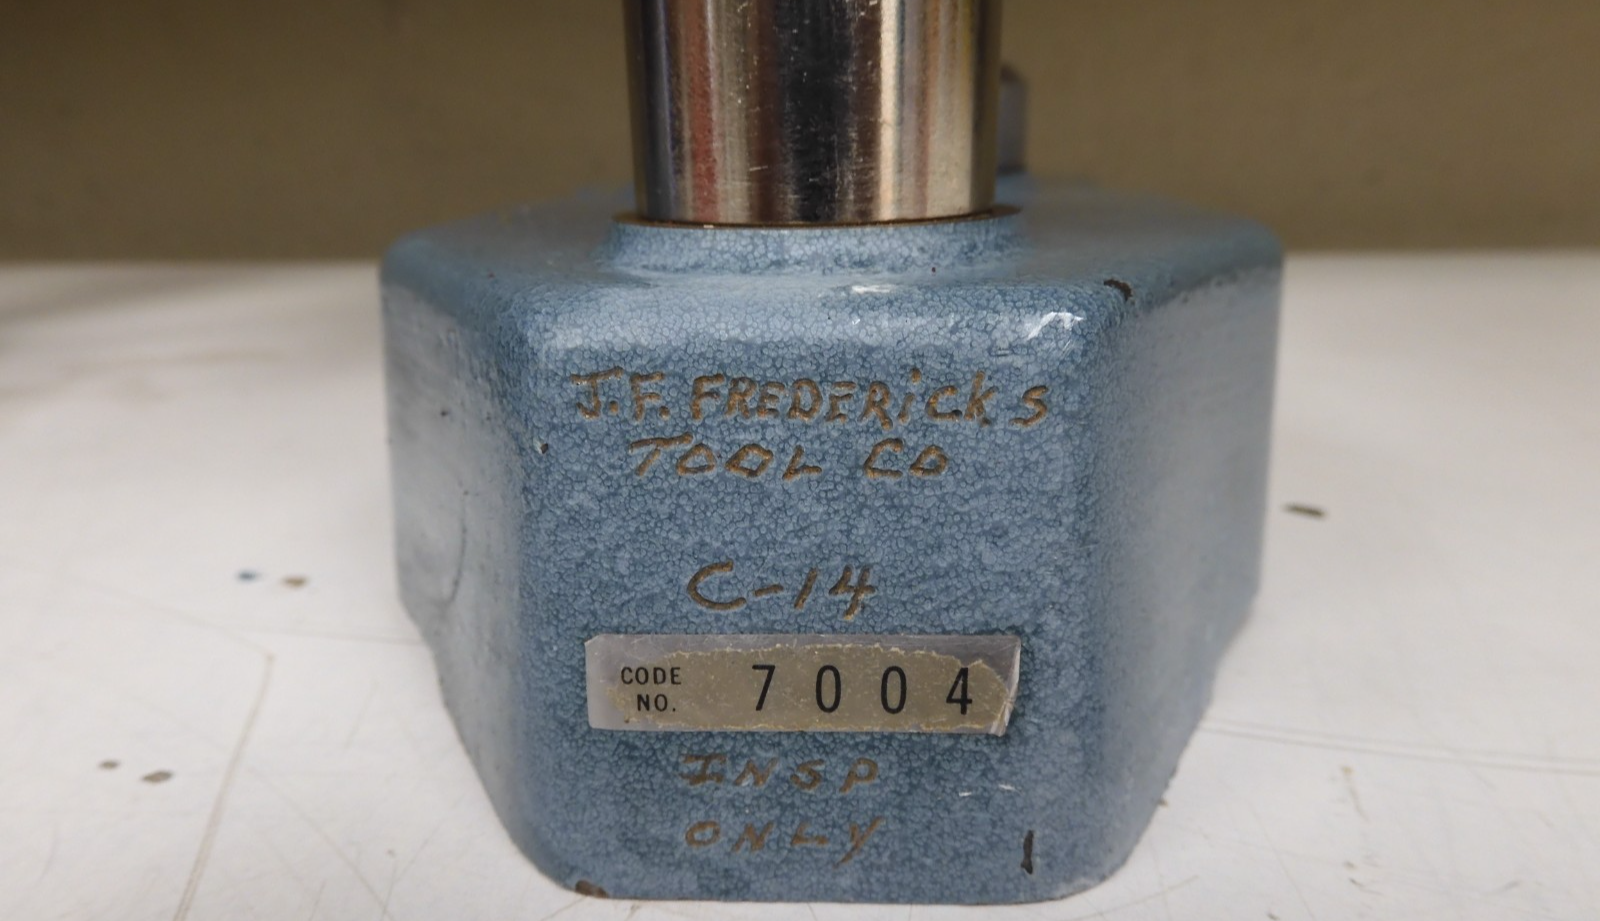 J.F. FREDERiCKS
TOOL CO
C-14
CODE NO. 7004
INSP
ONLY